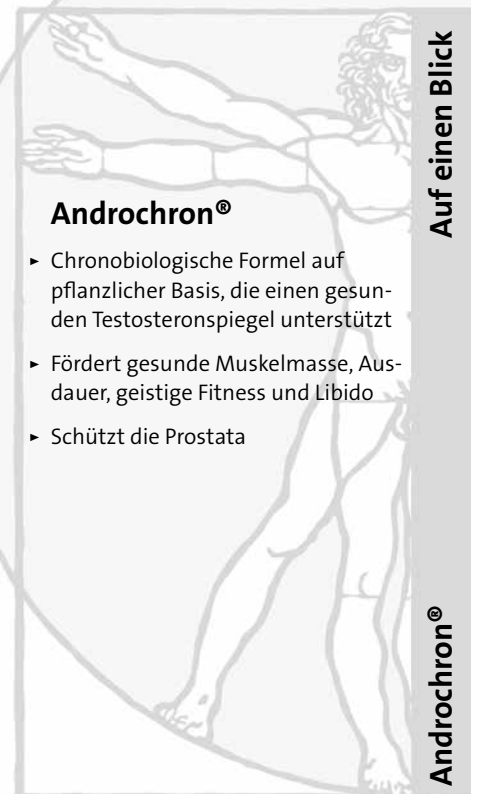 Auf einen Blick
Androchron®
► Chronobiologische Formel auf
pflanzlicher Basis, die einen gesun-
den Testosteronspiegel unterstützt
► Fördert gesunde Muskelmasse, Aus-
dauer, geistige Fitness und Libido
► Schützt die Prostata
Androchron®